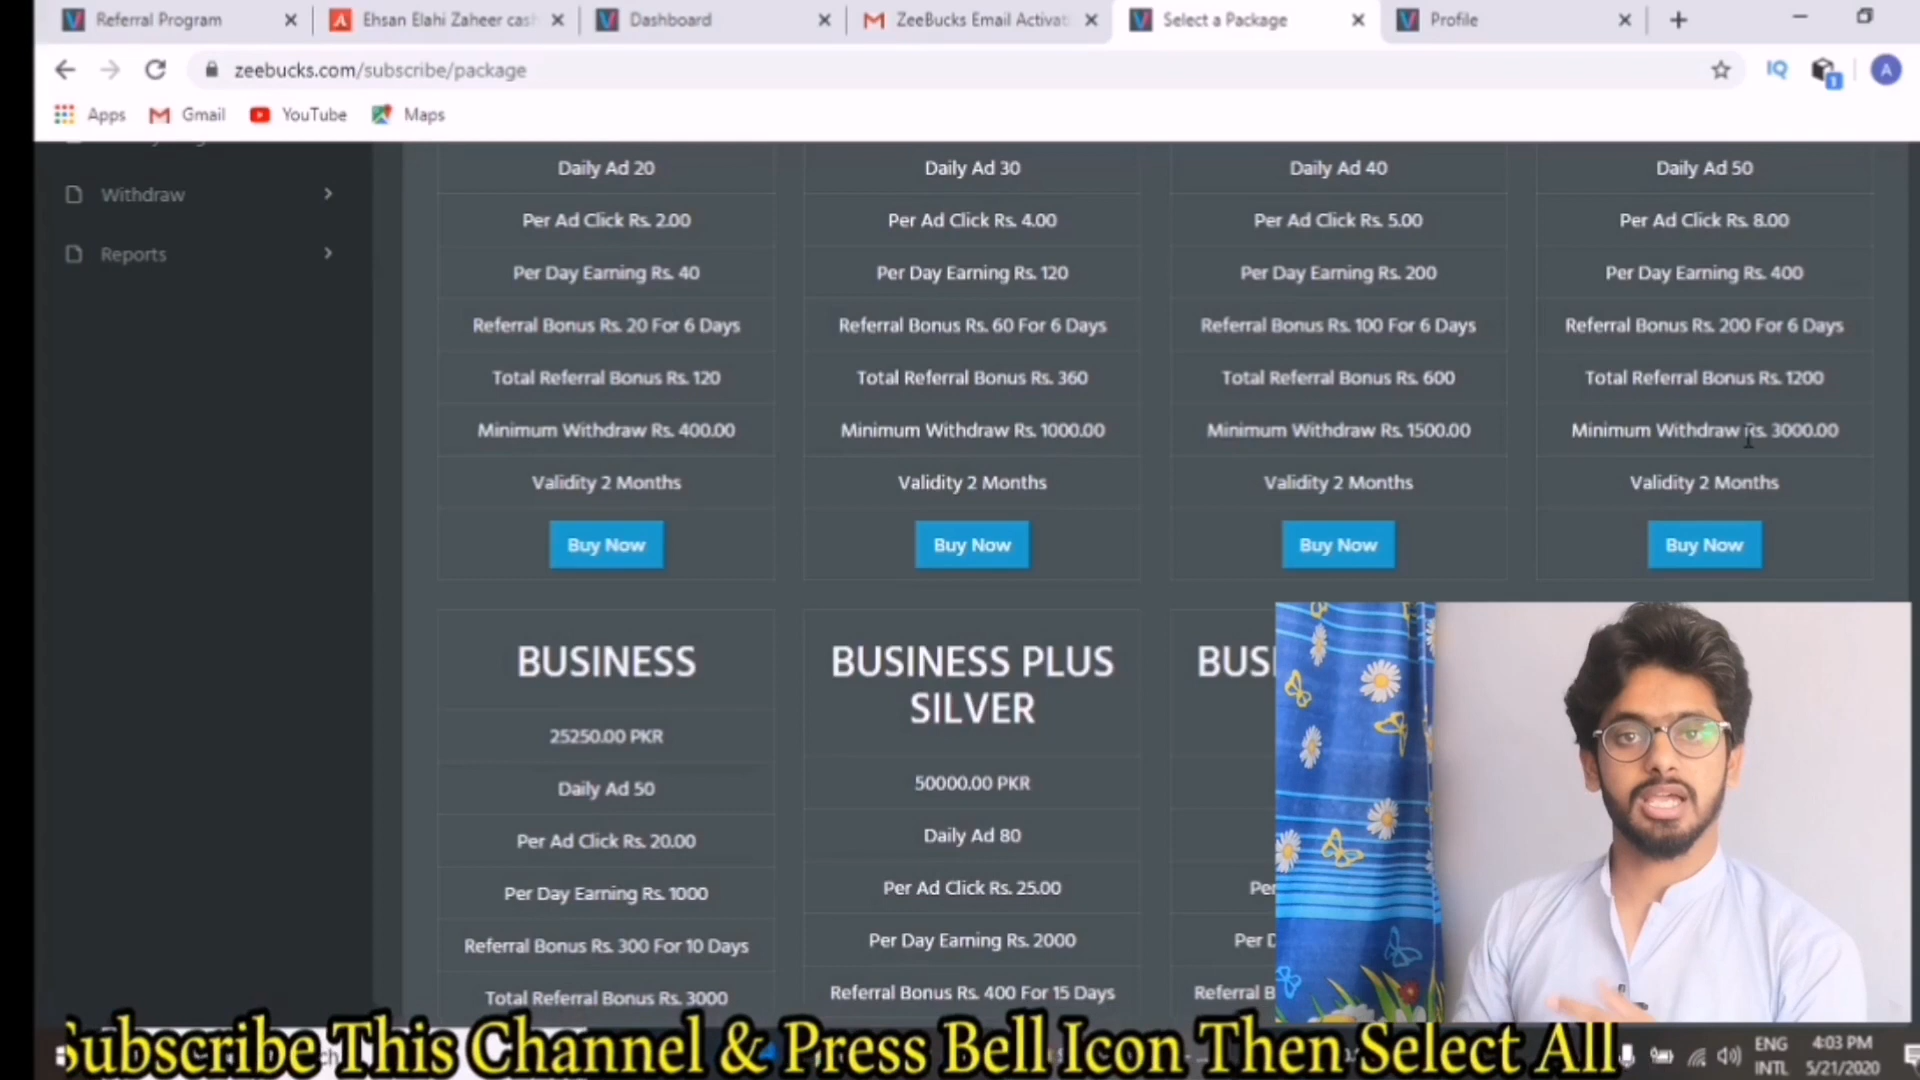 Referral Program
Ehsan Elahi Zaheer cas
Dashboard
ZeeBucks Email Activat
Select a Package
Profile
zeebucks.com/subscribe/package
IQ
1
A
Apps
Gmail
YouTube
Maps
Withdraw
Reports
Daily Ad 20
Per Ad Click Rs. 2.00
Per Day Earning Rs. 40
Referral Bonus Rs. 20 For 6 Days
Total Referral Bonus Rs. 120
Minimum Withdraw Rs. 400.00
Validity 2 Months
Buy Now
Daily Ad 30
Per Ad Click Rs. 4.00
Per Day Earning Rs. 120
Referral Bonus Rs. 60 For 6 Days
Total Referral Bonus Rs. 360
Minimum Withdraw Rs. 1000.00
Validity 2 Months
Buy Now
Daily Ad 40
Per Ad Click Rs. 5.00
Per Day Earning Rs. 200
Referral Bonus Rs. 100 For 6 Days
Total Referral Bonus Rs. 600
Minimum Withdraw Rs. 1500.00
Validity 2 Months
Buy Now
Daily Ad 50
Per Ad Click Rs. 8.00
Per Day Earning Rs. 400
Referral Bonus Rs. 200 For 6 Days
Total Referral Bonus Rs. 1200
Minimum Withdraw Rs. 3000.00
Validity 2 Months
Buy Now
BUSINESS
25250.00 PKR
Daily Ad 50
Per Ad Click Rs. 20.00
Per Day Earning Rs. 1000
Referral Bonus Rs. 300 For 10 Days
Total Referral Bonus Rs. 3000
BUSINESS PLUS
SILVER
50000.00 PKR
Daily Ad 80
Per Ad Click Rs. 25.00
Per Day Earning Rs. 2000
Referral Bonus Rs. 400 For 15 Days
BUSI
Per
Per D
Referral B
Subscribe This Channel & Press Bell Icon Then Select All
ENG
INTL
4:03 PM
5/21/2020